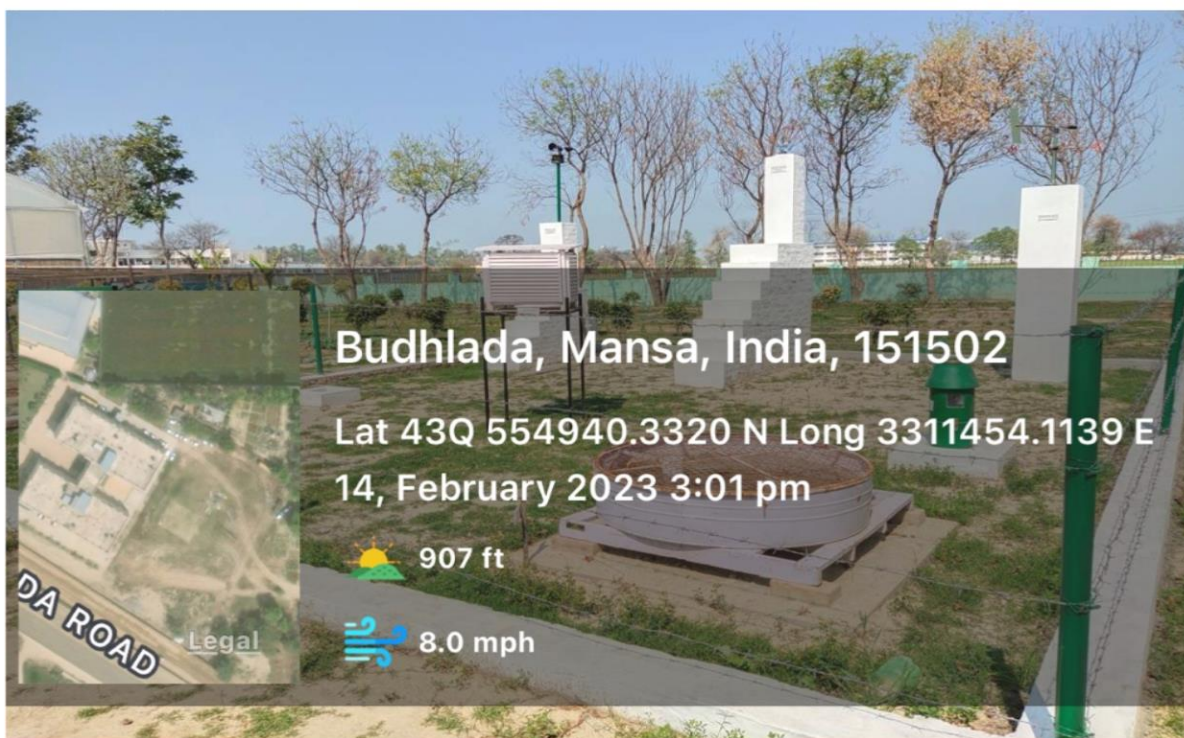 Budhlada, Mansa, India, 151502
Lat 43Q 554940.3320 N Long 3311454.1139 E
14, February 2023 3:01 pm
907 ft
8.0 mph
DA ROAD
Legal